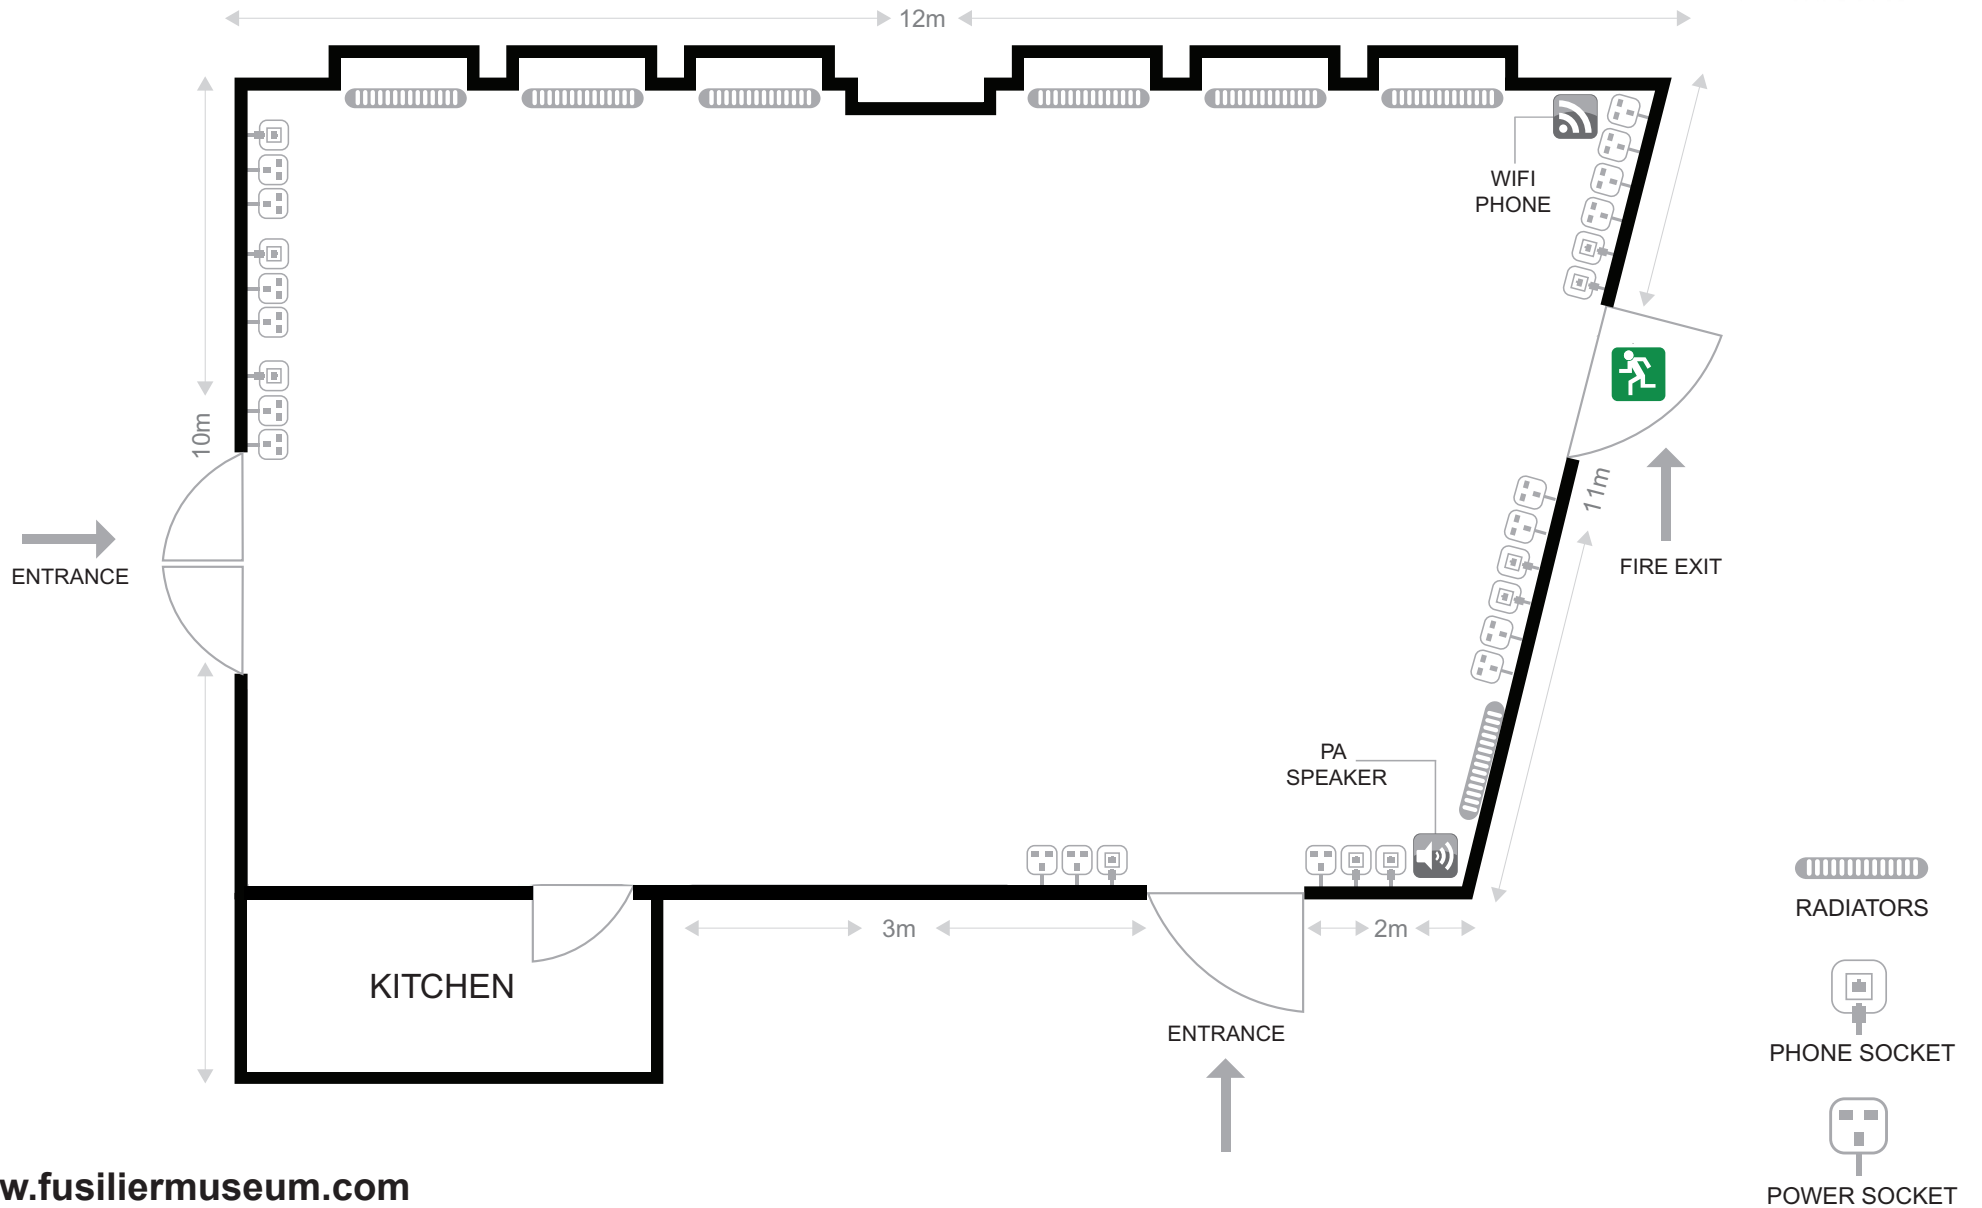 12m
WIFI
PHONE
10m
11m
ENTRANCE
FIRE EXIT
PA
SPEAKER
RADIATORS
3m
2m
KITCHEN
ENTRANCE
PHONE SOCKET
w.fusiliermuseum.com
POWER SOCKET